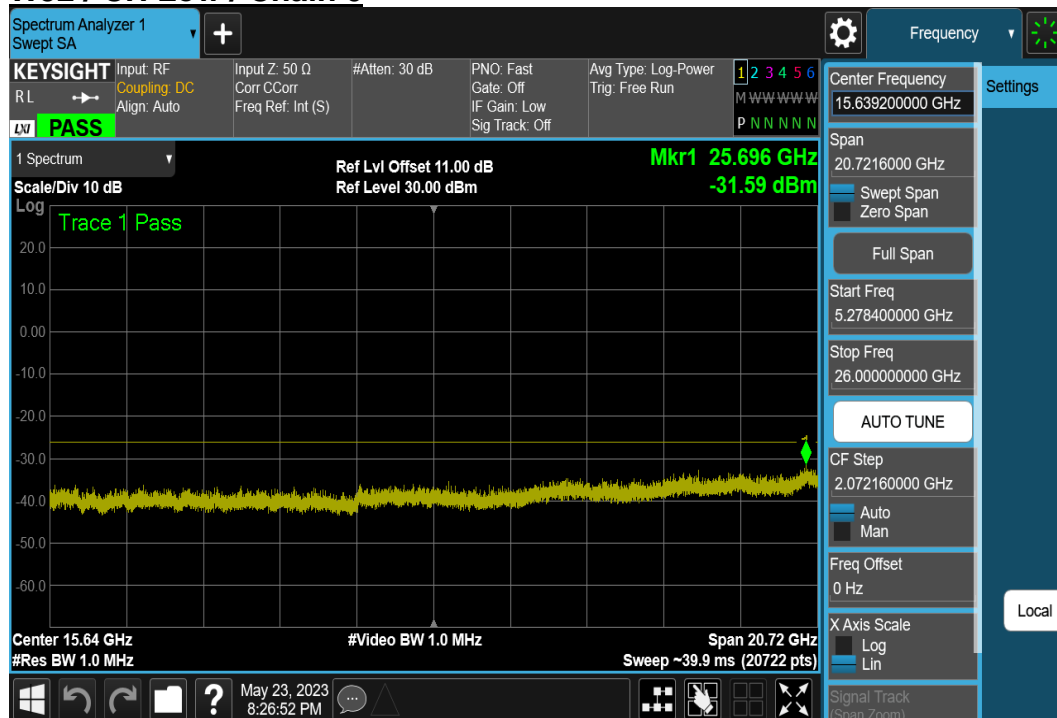 Spectrum Analyzer 1
Swept SA
Frequency
KEYSIGHT
RL
LXI
PASS
Input: RF
Coupling: DC
Align: Auto
Input Z: 50 Ω
Corr CCorr
Freq Ref: Int (S)
#Atten: 30 dB
PNO: Fast
Gate: Off
IF Gain: Low
Sig Track: Off
Avg Type: Log-Power
Trig: Free Run
1 2 3 4 5 6
M W W W W W
P N N N N N
1 Spectrum
Scale/Div 10 dB
Ref Lvl Offset 11.00 dB
Ref Level 30.00 dBm
Mkr1 25.696 GHz
-31.59 dBm
Log
Trace 1 Pass
20.0
10.0
0.00
-10.0
-20.0
-30.0
-40.0
-50.0
-60.0
1
Center 15.64 GHz
#Res BW 1.0 MHz
#Video BW 1.0 MHz
Span 20.72 GHz
Sweep ~39.9 ms (20722 pts)
May 23, 2023
8:26:52 PM
Center Frequency
15.639200000 GHz
Span
20.7216000 GHz
Swept Span
Zero Span
Full Span
Start Freq
5.278400000 GHz
Stop Freq
26.000000000 GHz
AUTO TUNE
CF Step
2.072160000 GHz
Auto
Man
Freq Offset
0 Hz
X Axis Scale
Log
Lin
Signal Track
(Span Zoom)
Settings
Local